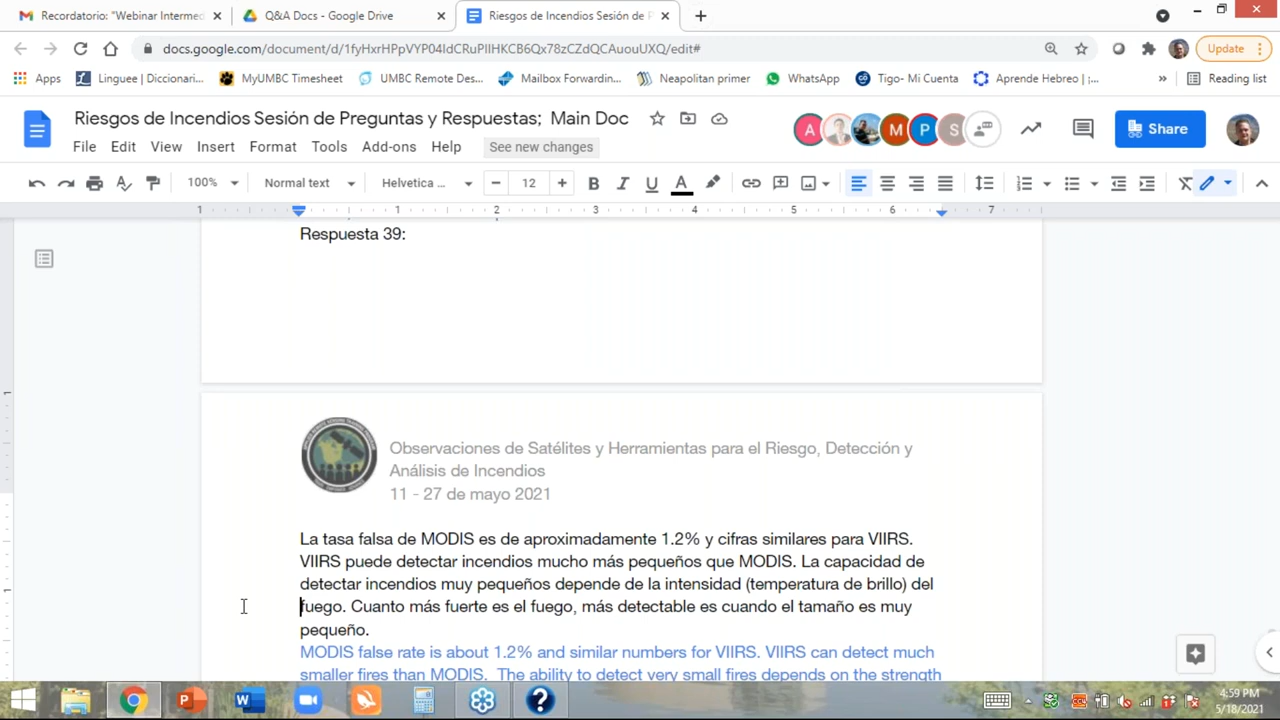 Recordatorio: "Webinar Intermed
Q&A Docs - Google Drive
Riesgos de Incendios Sesión de P
docs.google.com/document/d/1fyHxrHPpVYP04IdCRuPIIHKCB6Qx78zCZdQCAuouUXQ/edit#
Update
Apps
Linguee | Diccionari...
MyUMBC Timesheet
UMBC Remote Des...
Mailbox Forwardin...
Neapolitan primer
WhatsApp
Tigo- Mi Cuenta
Aprende Hebreo | ¡...
»
Reading list
Riesgos de Incendios Sesión de Preguntas y Respuestas; Main Doc
A
M
P
S
Share
File Edit View Insert Format Tools Add-ons Help See new changes
100% Normal text Helvetica ... 12 B I U A
1 1 2 3 4 5 6 7
Respuesta 39:
Observaciones de Satélites y Herramientas para el Riesgo, Detección y
Análisis de Incendios
11 - 27 de mayo 2021
La tasa falsa de MODIS es de aproximadamente 1.2% y cifras similares para VIIRS.
VIIRS puede detectar incendios mucho más pequeños que MODIS. La capacidad de
detectar incendios muy pequeños depende de la intensidad (temperatura de brillo) del
fuego. Cuanto más fuerte es el fuego, más detectable es cuando el tamaño es muy
pequeño.
MODIS false rate is about 1.2% and similar numbers for VIIRS. VIIRS can detect much
smaller fires than MODIS. The ability to detect very small fires depends on the strength
4:59 PM
5/18/2021